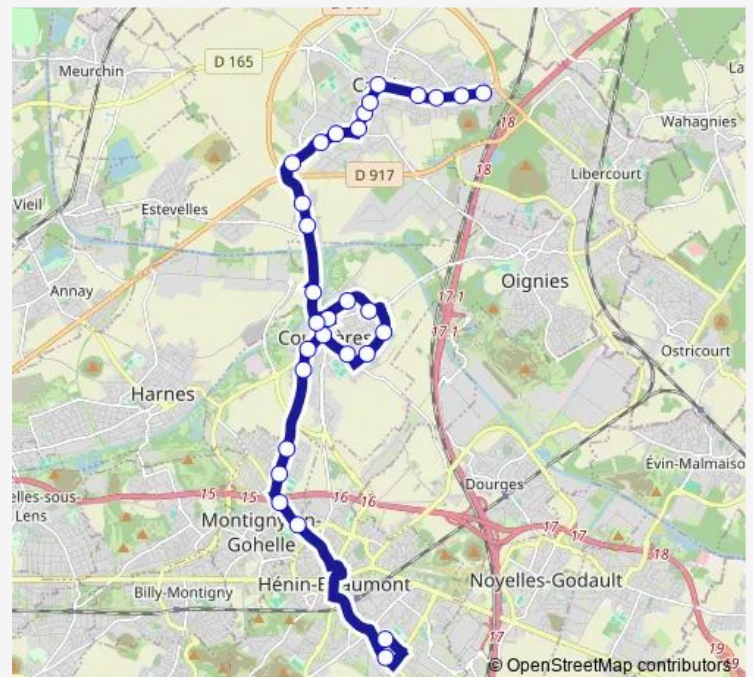 D 165
Meurchin
La
Wahagnies
18
18
Libercourt
D 917
Vieil
Estevelles
Annay
Oignies
17.1
17.1
Ostricourt
Harnes
Évin-Malmaiso
elles-sous-
Lens
15
15
16
16
Dourges
17
17
18
Montigny-en-
Gohelle
Billy-Montigny
Noyelles-Godault
17
19
19
© OpenStreetMap contributors